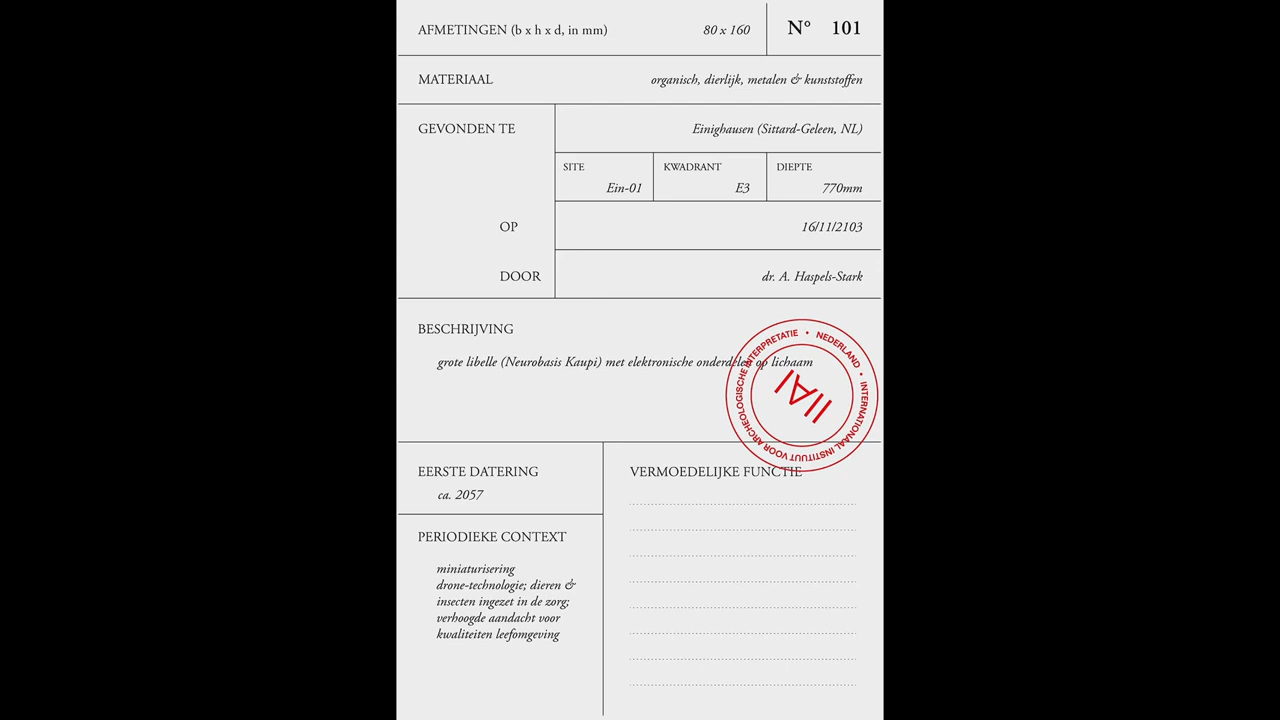 AFMETINGEN (b x h x d, in mm) 80 x 160 N° 101
MATERIAAL organisch, dierlijk, metalen & kunststoffen
GEVONDEN TE Einighausen (Sittard-Geleen, NL)
SITE KWADRANT DIEPTE
Ein-01 E3 770mm
OP 16/11/2103
DOOR dr. A. Haspels-Stark
BESCHRIJVING
grote libelle (Neurobasis Kaupi) met elektronische onderdelen op lichaam
NEDERLAND • INTERNATIONAAL INSTITUUT VOOR ARCHEOLOGISCHE INTERPRETATIE •
IIAI
EERSTE DATERING
ca. 2057
VERMOEDELIJKE FUNCTIE
PERIODIEKE CONTEXT
miniaturisering
drone-technologie; dieren &
insecten ingezet in de zorg;
verhoogde aandacht voor
kwaliteiten leefomgeving